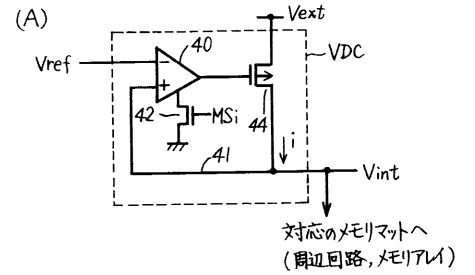 (A)
Vext
40
VDC
Vref
-
+
42
MSi
44
i
41
Vint
対応のメモリマットへ
(周辺回路,メモリアレイ)